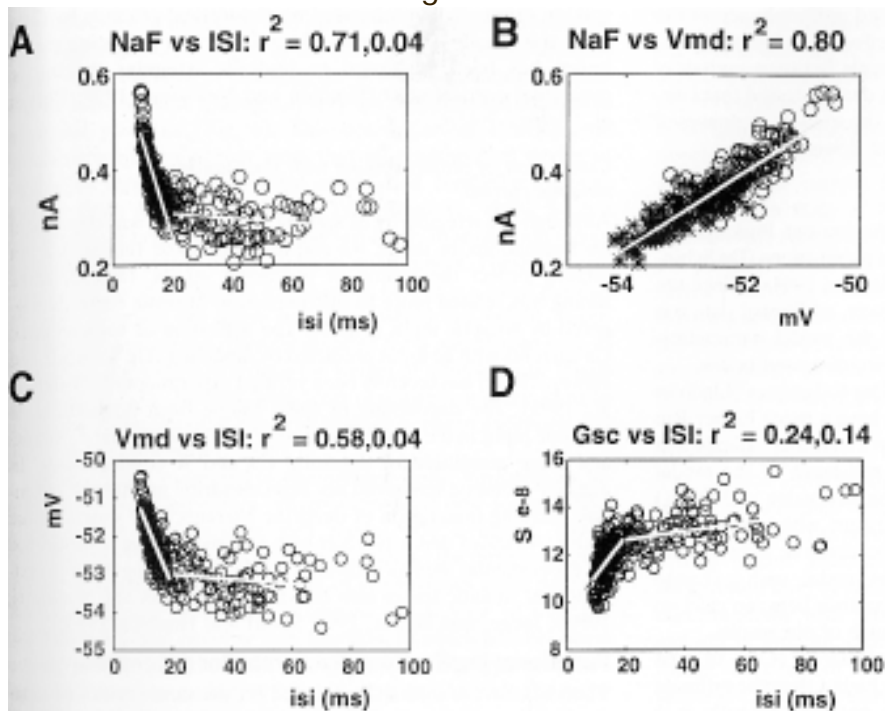 A
NaF vs ISI: r² = 0.71,0.04
0.6
0.4
0.2
nA
0 20 40 60 80 100
isi (ms)
B
NaF vs Vmd: r² = 0.80
0.6
0.4
0.2
nA
-54 -52 -50
mV
C
Vmd vs ISI: r² = 0.58,0.04
-50
-51
-52
-53
-54
-55
mV
0 20 40 60 80 100
isi (ms)
D
Gsc vs ISI: r² = 0.24,0.14
16
14
12
10
8
S e-8
0 20 40 60 80 100
isi (ms)